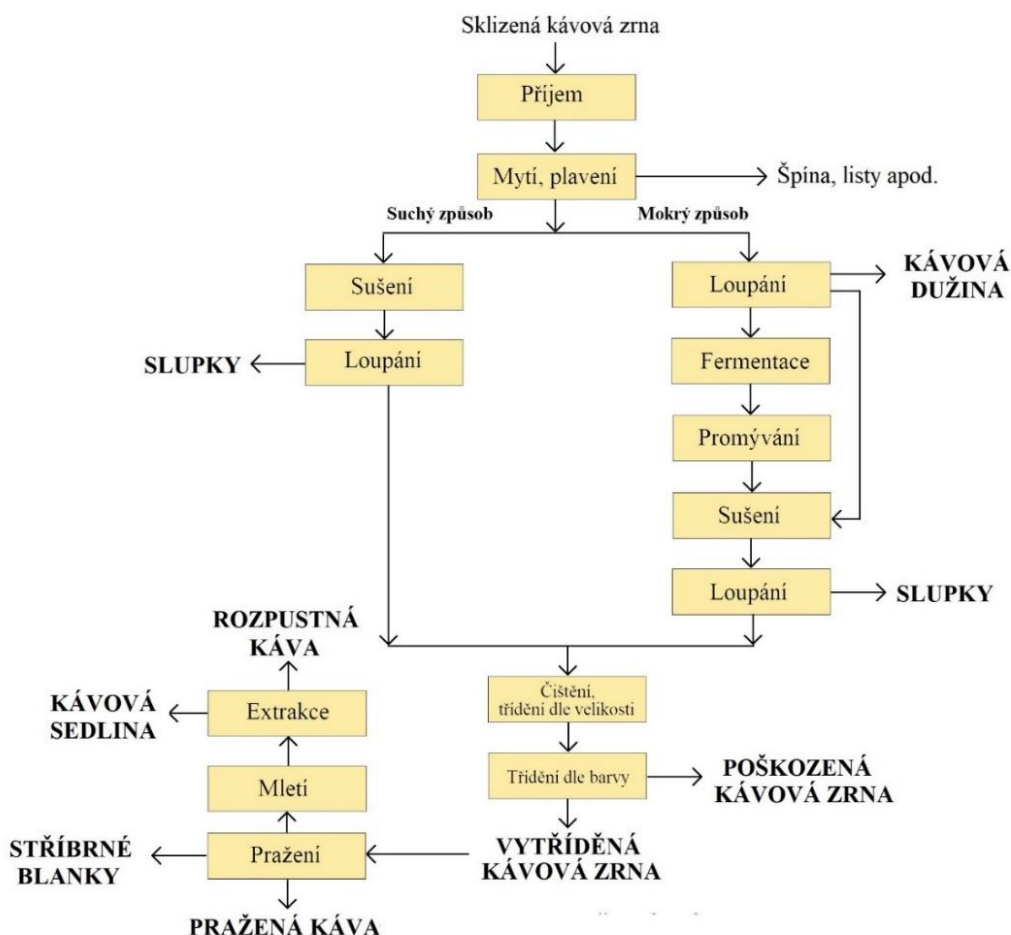 Sklizená kávová zrna
Příjem
Mytí, plavení
Špína, listy apod.
Suchý způsob
Mokrý způsob
Sušení
Loupání
SLUPKY
Loupání
KÁVOVÁ
DUŽINA
Fermentace
Promývání
Sušení
Loupání
SLUPKY
Čištění,
třídění dle velikosti
Třídění dle barvy
POŠKOZENÁ
KÁVOVÁ ZRNA
VYTŘÍDĚNÁ
KÁVOVÁ ZRNA
ROZPUSTNÁ
KÁVA
Extrakce
KÁVOVÁ
SEDLINA
Mletí
Pražení
STŘÍBRNÉ
BLANKY
PRAŽENÁ KÁVA